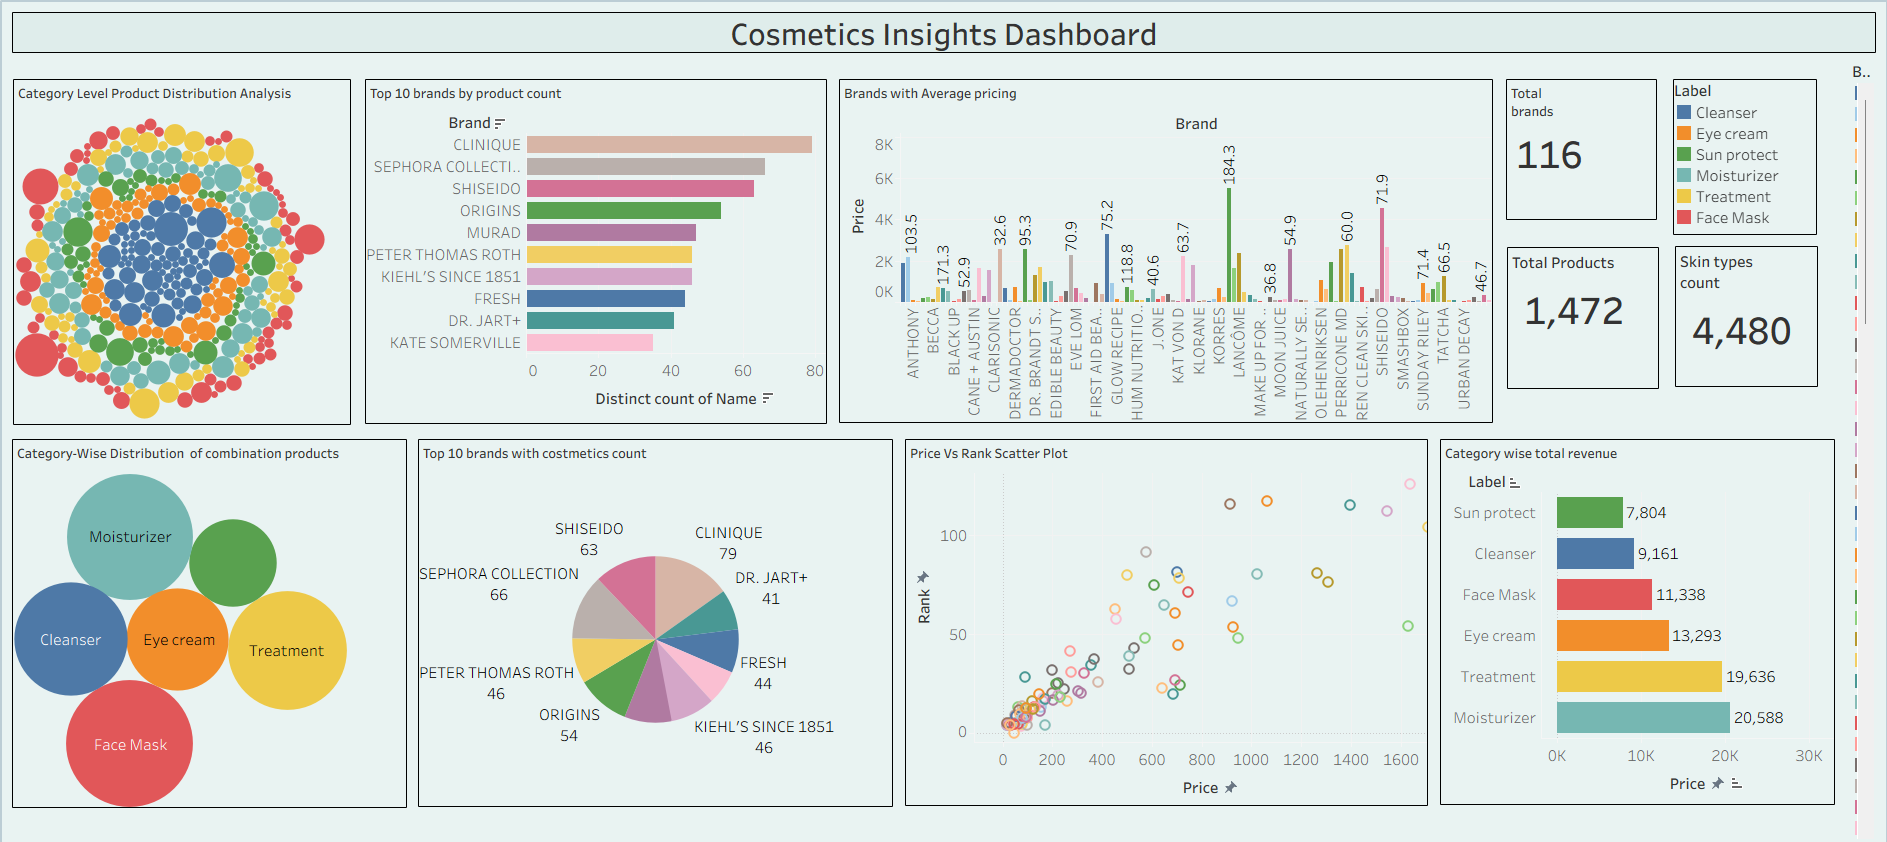 Cosmetics Insights Dashboard
Category Level Product Distribution Analysis
Top 10 brands by product count
Brand
CLINIQUE
SEPHORA COLLECTI..
SHISEIDO
ORIGINS
MURAD
PETER THOMAS ROTH
KIEHL'S SINCE 1851
FRESH
DR. JART+
KATE SOMERVILLE
0 20 40 60 80
Distinct count of Name
Brands with Average pricing
Brand
Price
8K
6K
4K
2K
0K
103.5
171.3
52.9
32.6
95.3
70.9
75.2
118.8
40.6
63.7
184.3
36.8
54.9
60.0
71.9
71.4
66.5
46.7
ANTHONY
BECCA
BLACK UP
CANE + AUSTIN
CLARISONIC
DERMADOCTOR
DR. BRANDT S..
EDIBLE BEAUTY
EVE LOM
FIRST AID BEA..
GLOW RECIPE
HUM NUTRITIO..
J.ONE
KAT VON D
KLORANE
KORRES
LANCÔME
MAKE UP FOR ..
MOON JUICE
NATURALLY SE..
OLEHENRIKSEN
PERRICONE MD
REN CLEAN SKI..
SHISEIDO
SMASHBOX
SUNDAY RILEY
TATCHA
URBAN DECAY
Total
brands
116
Label
Cleanser
Eye cream
Sun protect
Moisturizer
Treatment
Face Mask
B..
Total Products
1,472
Skin types
count
4,480
Category-Wise Distribution of combination products
Moisturizer
Cleanser
Eye cream
Treatment
Face Mask
Top 10 brands with costmetics count
SHISEIDO
63
CLINIQUE
79
SEPHORA COLLECTION
66
DR. JART+
41
FRESH
44
PETER THOMAS ROTH
46
ORIGINS
54
KIEHL'S SINCE 1851
46
Price Vs Rank Scatter Plot
Rank
100
50
0
0 200 400 600 800 1000 1200 1400 1600
Price
Category wise total revenue
Label
Sun protect 7,804
Cleanser 9,161
Face Mask 11,338
Eye cream 13,293
Treatment 19,636
Moisturizer 20,588
0K 10K 20K 30K
Price